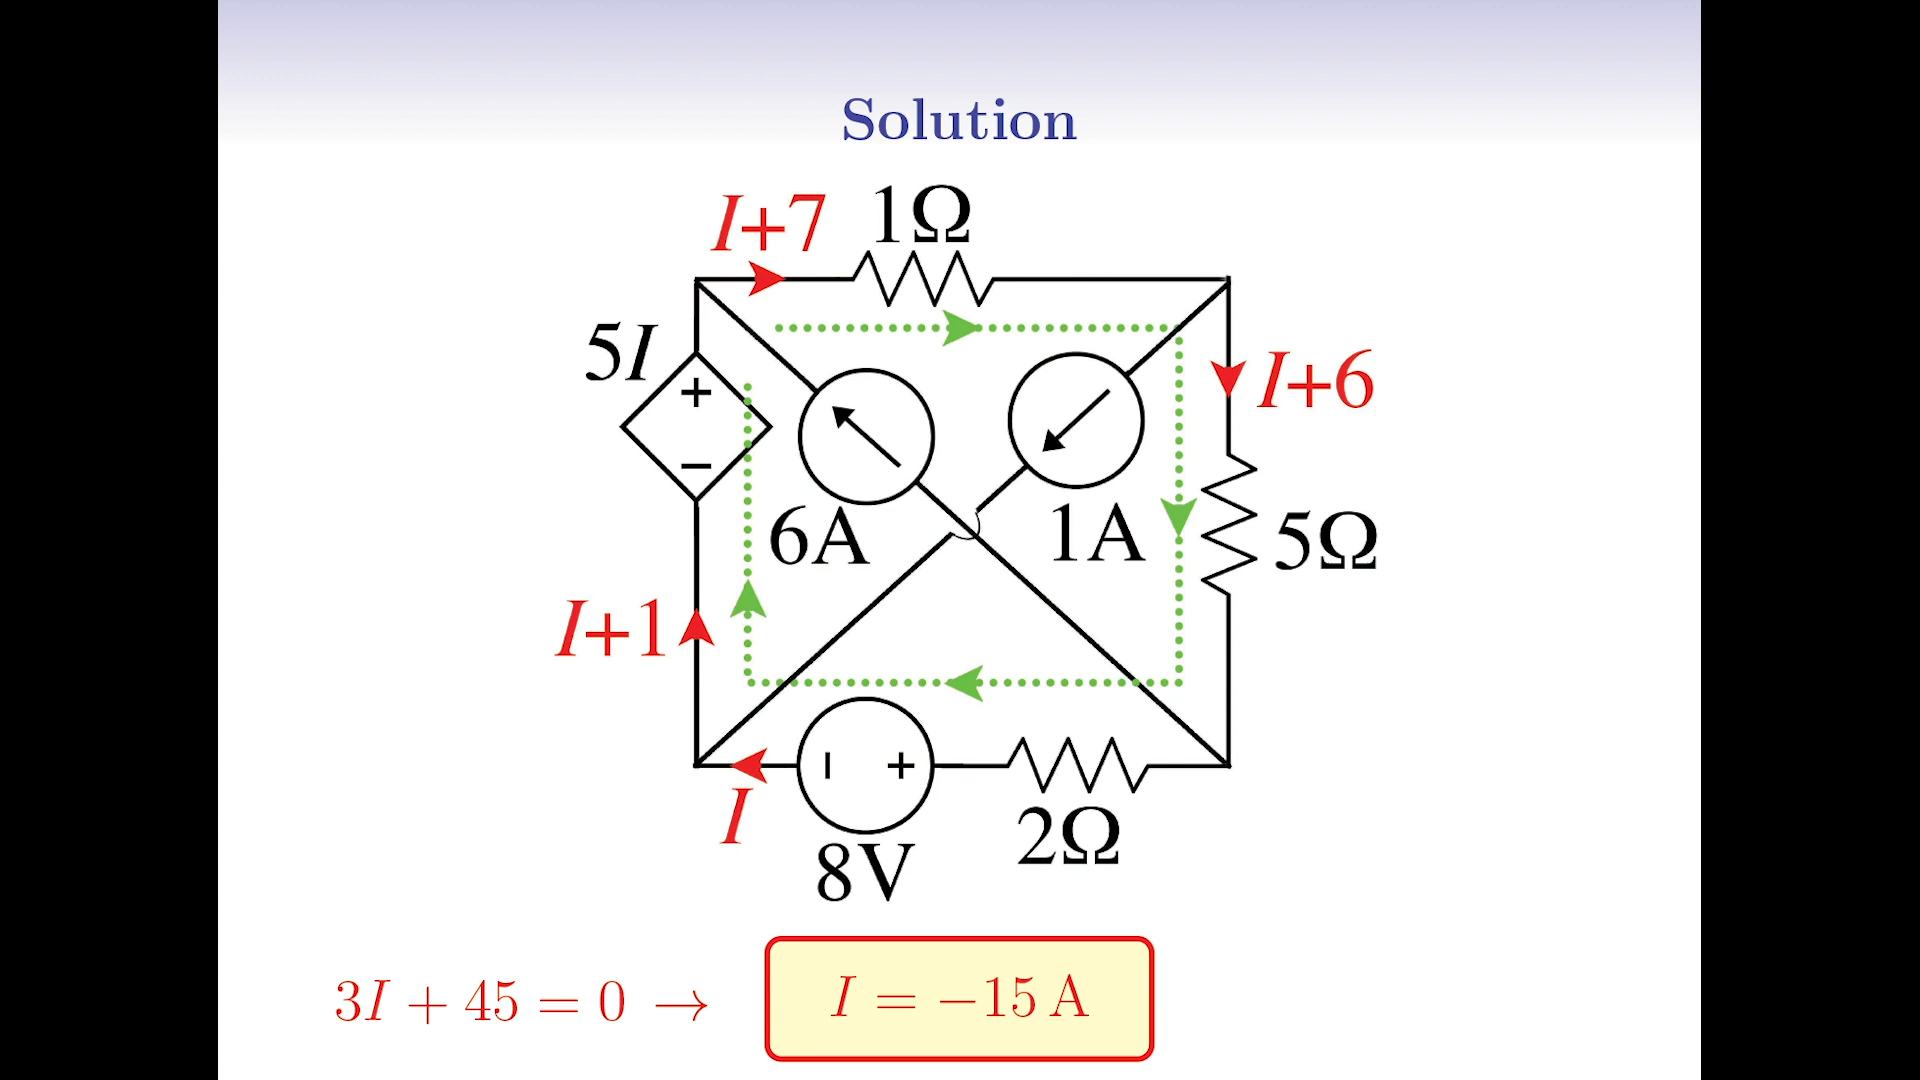 Solution
I+7
1Ω
5I
+
−
I+6
6A
1A
5Ω
I+1
− +
I
8V
2Ω
3I + 45 = 0 → I = −15 A